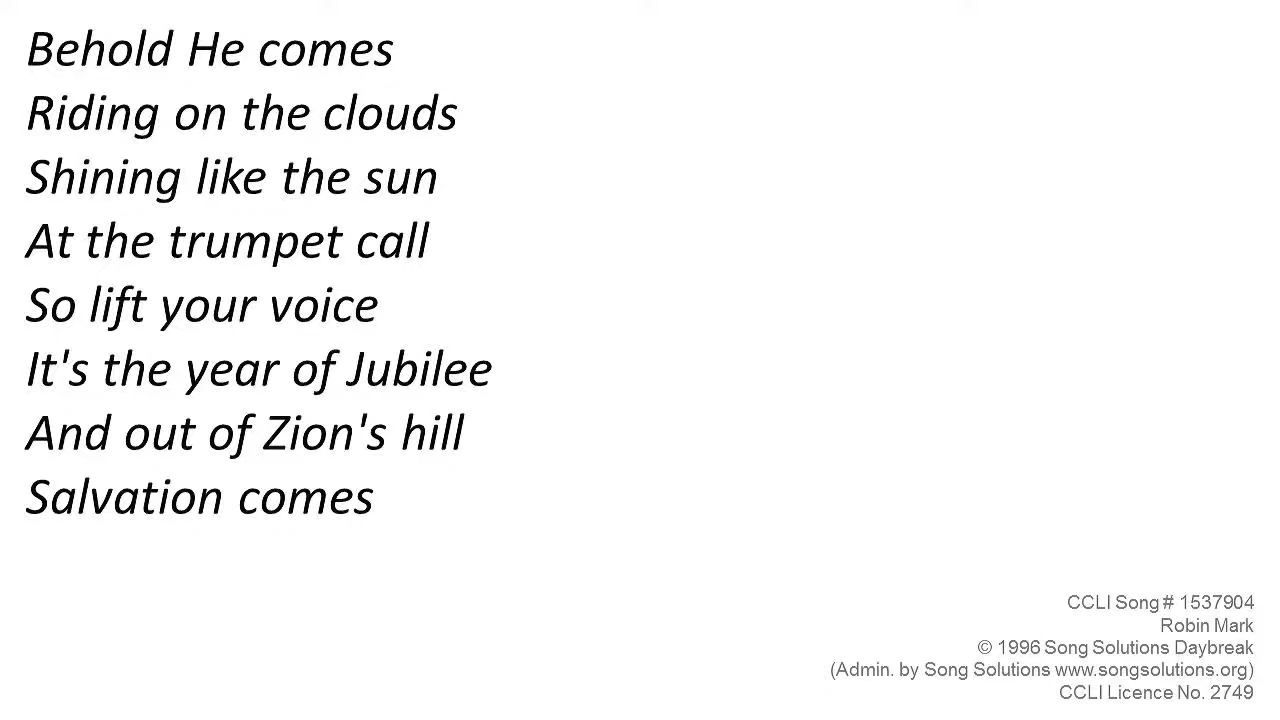 Behold He comes
Riding on the clouds
Shining like the sun
At the trumpet call
So lift your voice
It's the year of Jubilee
And out of Zion's hill
Salvation comes
CCLI Song # 1537904
Robin Mark
© 1996 Song Solutions Daybreak
(Admin. by Song Solutions www.songsolutions.org)
CCLI Licence No. 2749